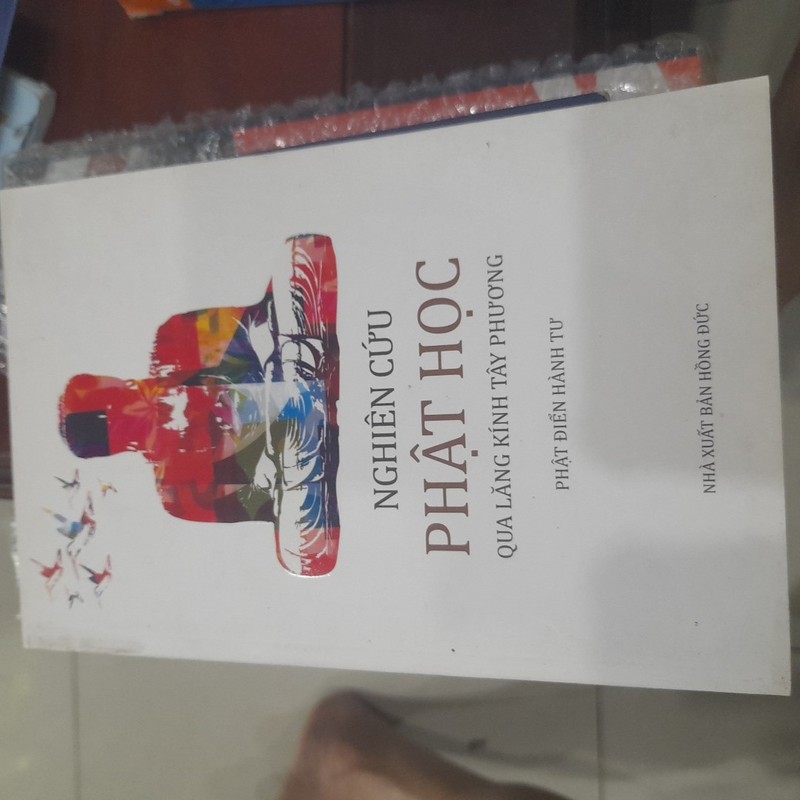 NGHIÊN CỨU
PHẬT HỌC
QUA LĂNG KÍNH TÂY PHƯƠNG
PHẬT ĐIỂN HÀNH TƯ
NHÀ XUẤT BẢN HỒNG ĐỨC